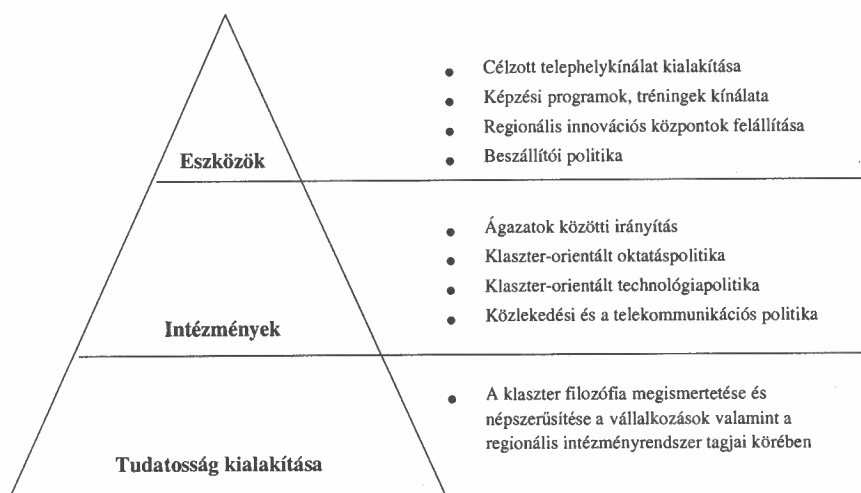 • Célzott telephelykínálat kialakítása
• Képzési programok, tréningek kínálata
• Regionális innovációs központok felállítása
• Beszállítói politika
Eszközök
• Ágazatok közötti irányítás
• Klaszter-orientált oktatáspolitika
• Klaszter-orientált technológiapolitika
• Közlekedési és a telekommunikációs politika
Intézmények
• A klaszter filozófia megismertetése és
népszerűsítése a vállalkozások valamint a
regionális intézményrendszer tagjai körében
Tudatosság kialakítása